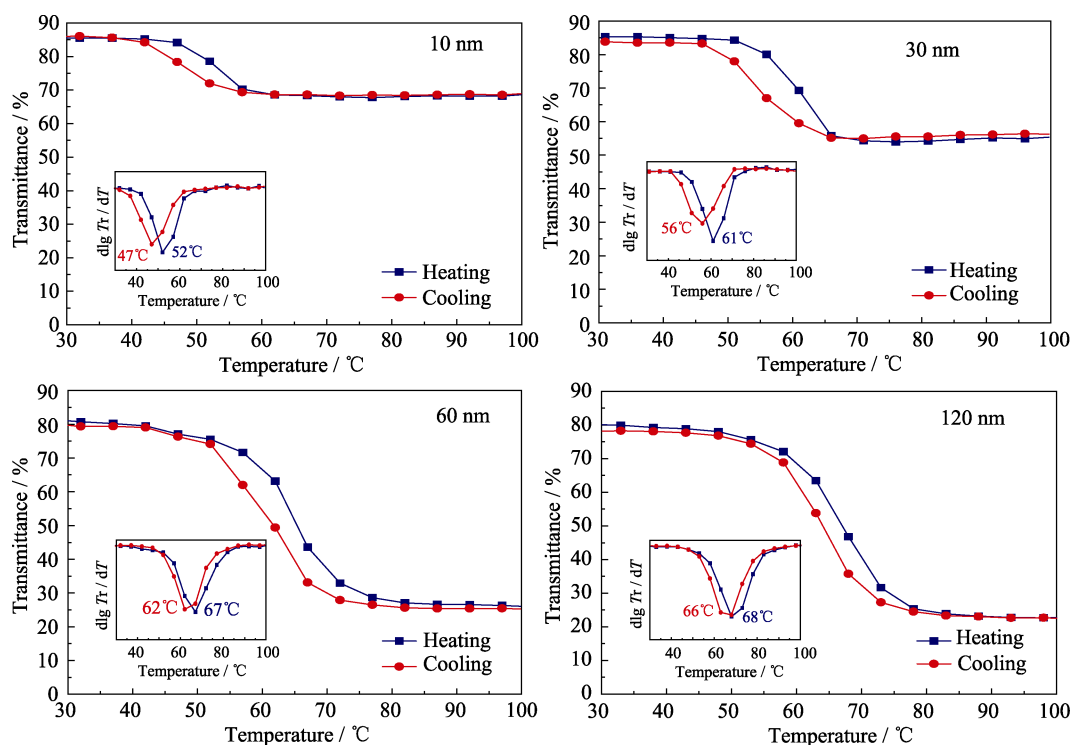 90
80
70
60
50
40
30
20
10
0
Transmittance / %
10 nm
dlg Tr / dT
47℃
52℃
40 60 80 100
Temperature / ℃
Heating
Cooling
30 40 50 60 70 80 90 100
Temperature / ℃
90
80
70
60
50
40
30
20
10
0
Transmittance / %
30 nm
dlg Tr / dT
56℃
61℃
40 60 80 100
Temperature / ℃
Heating
Cooling
30 40 50 60 70 80 90 100
Temperature / ℃
90
80
70
60
50
40
30
20
10
0
Transmittance / %
60 nm
dlg Tr / dT
62℃
67℃
40 60 80 100
Temperature / ℃
Heating
Cooling
30 40 50 60 70 80 90 100
Temperature / ℃
90
80
70
60
50
40
30
20
10
0
Transmittance / %
120 nm
dlg Tr / dT
66℃
68℃
40 60 80 100
Temperature / ℃
Heating
Cooling
30 40 50 60 70 80 90 100
Temperature / ℃